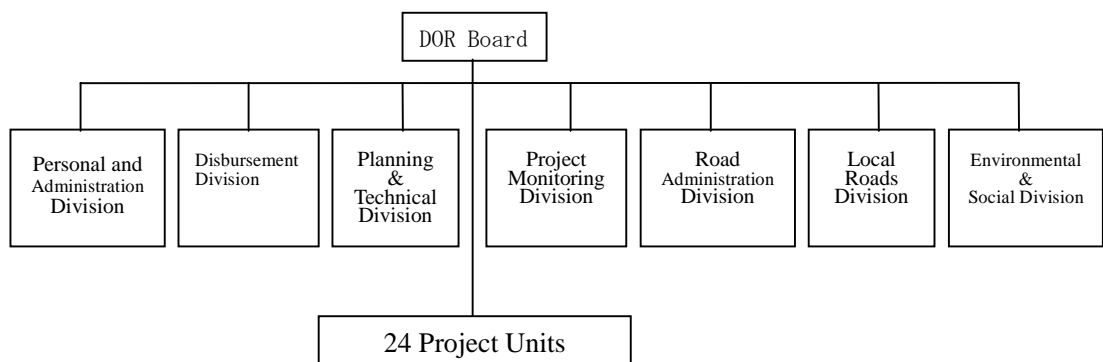 DOR Board
Personal and
Administration
Division
Disbursement
Division
Planning
&
Technical
Division
Project
Monitoring
Division
Road
Administration
Division
Local
Roads
Division
Environmental
&
Social Division
24 Project Units